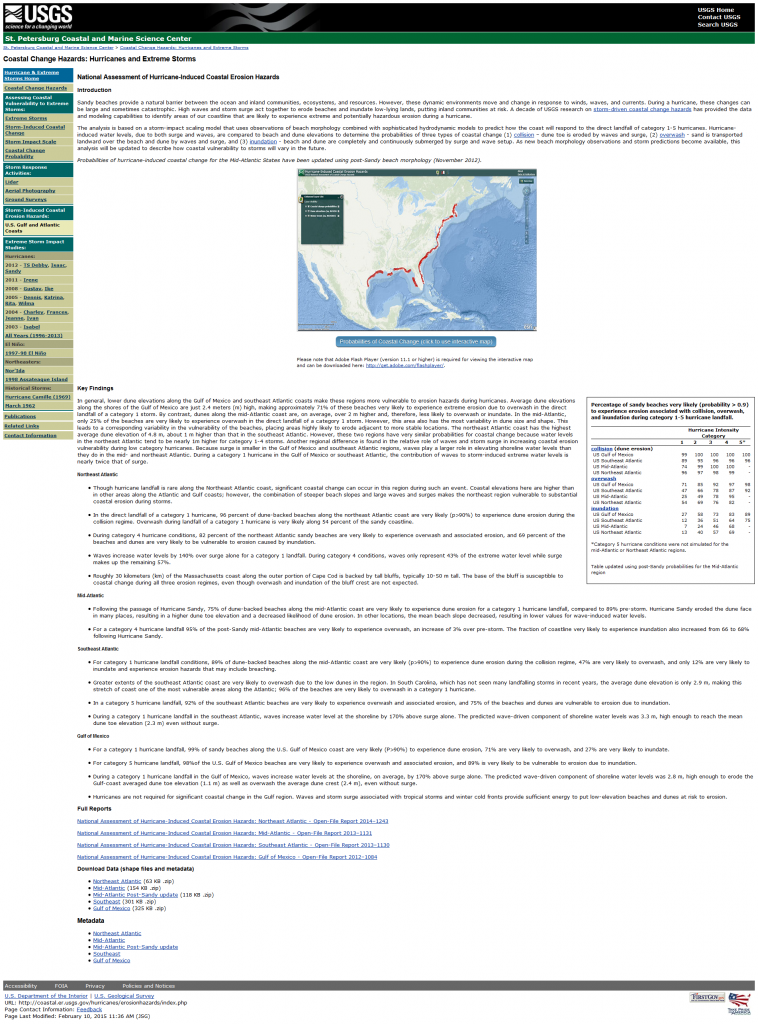 USGS
science for a changing world
USGS Home
Contact USGS
Search USGS
St. Petersburg Coastal and Marine Science Center
St. Petersburg Coastal and Marine Science Center > Coastal Change Hazards: Hurricanes and Extreme Storms
Coastal Change Hazards: Hurricanes and Extreme Storms
Hurricane & Extreme
Storms Home
Coastal Change Hazards
Assessing Coastal
Vulnerability to Extreme
Storms:
Extreme Storms
Storm-Induced Coastal
Change
Storm Impact Scale
Coastal Change
Probability
Storm Response
Activities:
Lidar
Aerial Photography
Ground Surveys
Storm-Induced Coastal
Erosion Hazards:
U.S. Gulf and Atlantic
Coasts
Extreme Storm Impact
Studies:
Hurricanes:
2012 - TS Debby, Isaac,
Sandy
2011 - Irene
2008 - Gustav, Ike
2005 - Dennis, Katrina,
Rita, Wilma
2004 - Charley, Frances,
Jeanne, Ivan
2003 - Isabel
All Years (1996-2013)
El Niño:
1997-98 El Niño
Northeasters:
Nor'Ida
1998 Assateague Island
Historical Storms:
Hurricane Camille (1969)
March 1962
Publications
Related Links
Contact Information
National Assessment of Hurricane-Induced Coastal Erosion Hazards
Introduction
Sandy beaches provide a natural barrier between the ocean and inland communities, ecosystems, and resources. However, these dynamic environments move and change in response to winds, waves, and currents. During a hurricane, these changes can
be large and sometimes catastrophic. High waves and storm surge act together to erode beaches and inundate low-lying lands, putting inland communities at risk. A decade of USGS research on storm-driven coastal change hazards has provided the data
and modeling capabilities to identify areas of our coastline that are likely to experience extreme and potentially hazardous erosion during a hurricane.
The analysis is based on a storm-impact scaling model that uses observations of beach morphology combined with sophisticated hydrodynamic models to predict how the coast will respond to the direct landfall of category 1-5 hurricanes. Hurricane-
induced water levels, due to both surge and waves, are compared to beach and dune elevations to determine the probabilities of three types of coastal change (1) collision - dune toe is eroded by waves and surge, (2) overwash - sand is transported
landward over the beach and dune by waves and surge, and (3) inundation - beach and dune are completely and continuously submerged by surge and wave setup. As new beach morphology observations and storm predictions become available, this
analysis will be updated to describe how coastal vulnerability to storms will vary in the future.
Probabilities of hurricane-induced coastal change for the Mid-Atlantic States have been updated using post-Sandy beach morphology (November 2012).
Hurricane-Induced Coastal Erosion Hazards
Probabilities of Coastal Change (click to use interactive map)
Please note that Adobe Flash Player (version 11.1 or higher) is required for viewing the interactive map
and can be downloaded here: http://get.adobe.com/flashplayer/.
Key Findings
In general, lower dune elevations along the Gulf of Mexico and southeast Atlantic coasts make these regions more vulnerable to erosion hazards during hurricanes. Average dune elevations
along the shores of the Gulf of Mexico are just 2.4 meters (m) high, making approximately 71% of these beaches very likely to experience extreme erosion due to overwash in the direct
landfall of a category 1 storm. By contrast, dunes along the mid-Atlantic coast are, on average, over 2 m higher and, therefore, less likely to overwash or inundate. In the mid-Atlantic,
only 25% of the beaches are very likely to experience overwash in the direct landfall of a category 1 storm. However, this area also has the most variability in dune size and shape. This
leads to a corresponding variability in the vulnerability of the beaches, placing areas highly likely to erode adjacent to more stable locations. The northeast Atlantic coast has the highest
average dune elevation of 4.8 m, about 1 m higher than that in the southeast Atlantic. However, these two regions have very similar probabilities for coastal change because water levels
in the northeast Atlantic tend to be nearly 1m higher for category 1-4 storms. Another regional difference is found in the relative role of waves and storm surge in increasing coastal erosion
vulnerability during low category hurricanes. Because surge is smaller in the Gulf of Mexico and southeast Atlantic regions, waves play a larger role in elevating shoreline water levels than
they do in the mid and northeast Atlantic. During a category 1 hurricane in the Gulf of Mexico or southeast Atlantic, the contribution of waves to storm-induced extreme water levels is
nearly twice that of surge.
Percentage of sandy beaches very likely (probability > 0.9)
to experience erosion associated with collision, overwash,
and inundation during category 1-5 hurricane landfall.
Hurricane Intensity
Category
1 2 3 4 5*
collision (dune erosion)
US Gulf of Mexico 99 100 100 100 100
US Southeast Atlantic 89 95 96 96 96
US Mid-Atlantic 74 99 100 100 -
US Northeast Atlantic 96 97 98 99 -
overwash
US Gulf of Mexico 71 85 92 97 98
US Southeast Atlantic 47 66 78 87 92
US Mid-Atlantic 25 49 78 95 -
US Northeast Atlantic 54 69 76 82 -
inundation
US Gulf of Mexico 27 58 73 83 89
US Southeast Atlantic 12 36 51 64 75
US Mid-Atlantic 7 24 46 68 -
US Northeast Atlantic 13 40 57 69 -
*Category 5 hurricane conditions were not simulated for the
mid-Atlantic or Northeast Atlantic regions.
Table updated using post-Sandy probabilities for the Mid-Atlantic
region
Northeast Atlantic
• Though hurricane landfall is rare along the Northeast Atlantic coast, significant coastal change can occur in this region during such an event. Coastal elevations here are higher than
in other areas along the Atlantic and Gulf coasts; however, the combination of steeper beach slopes and large waves and surges makes the northeast region vulnerable to substantial
coastal erosion during storms.
• In the direct landfall of a category 1 hurricane, 96 percent of dune-backed beaches along the northeast Atlantic coast are very likely (p>90%) to experience dune erosion during the
collision regime. Overwash during landfall of a category 1 hurricane is very likely along 54 percent of the sandy coastline.
• During category 4 hurricane conditions, 82 percent of the northeast Atlantic sandy beaches are very likely to experience overwash and associated erosion, and 69 percent of the
beaches and dunes are very likely to be vulnerable to erosion caused by inundation.
• Waves increase water levels by 140% over surge alone for a category 1 landfall. During category 4 conditions, waves only represent 43% of the extreme water level while surge
makes up the remaining 57%.
• Roughly 30 kilometers (km) of the Massachusetts coast along the outer portion of Cape Cod is backed by tall bluffs, typically 10-50 m tall. The base of the bluff is susceptible to
coastal change during all three erosion regimes, even though overwash and inundation of the bluff crest are not expected.
Mid-Atlantic
• Following the passage of Hurricane Sandy, 75% of dune-backed beaches along the mid-Atlantic coast are very likely to experience dune erosion for a category 1 hurricane landfall, compared to 89% pre-storm. Hurricane Sandy eroded the dune face
in many places, resulting in a higher dune toe elevation and a decreased likelihood of dune erosion. In other locations, the mean beach slope decreased, resulting in lower values for wave-induced water levels.
• For a category 4 hurricane landfall 95% of the post-Sandy mid-Atlantic beaches are very likely to experience overwash, an increase of 3% over pre-storm. The fraction of coastline very likely to experience inundation also increased from 66 to 68%
following Hurricane Sandy.
Southeast Atlantic
• For category 1 hurricane landfall conditions, 89% of dune-backed beaches along the mid-Atlantic coast are very likely (p>90%) to experience dune erosion during the collision regime, 47% are very likely to overwash, and only 12% are very likely to
inundate and experience erosion hazards that may include breaching.
• Greater extents of the southeast Atlantic coast are very likely to overwash due to the low dunes in the region. In South Carolina, which has not seen many landfalling storms in recent years, the average dune elevation is only 2.9 m, making this
stretch of coast one of the most vulnerable areas along the Atlantic; 96% of the beaches are very likely to overwash in a category 1 hurricane.
• In a category 5 hurricane landfall, 92% of the southeast Atlantic beaches are very likely to experience overwash and associated erosion, and 75% of the beaches and dunes are very likely to be vulnerable to erosion due to inundation.
• During a category 1 hurricane landfall in the southeast Atlantic, waves increase water level at the shoreline by 170% above surge alone. The predicted wave-driven component of shoreline water levels was 3.3 m, high enough to reach the mean
dune toe elevation (2.3 m) even without surge.
Gulf of Mexico
• For a category 1 hurricane landfall, 99% of sandy beaches along the U.S. Gulf of Mexico coast are very likely (P>90%) to experience dune erosion, 71% are very likely to overwash, and 27% are very likely to inundate.
• For category 5 hurricane landfall, 98%of the U.S. Gulf of Mexico beaches are very likely to experience overwash and associated erosion, and 89% is very likely to be vulnerable to erosion due to inundation.
• During a category 1 hurricane landfall in the Gulf of Mexico, waves increase water levels at the shoreline, on average, by 170% above surge alone. The predicted wave-driven component of shoreline water levels was 2.8 m, high enough to erode the
Gulf-coast averaged dune toe elevation (1.1 m) as well as overwash the average dune crest (2.4 m), even without surge.
• Hurricanes are not required for significant coastal change in the Gulf region. Waves and storm surge associated with tropical storms and winter cold fronts provide sufficient energy to put low-elevation beaches and dunes at risk to erosion.
Full Reports
National Assessment of Hurricane-Induced Coastal Erosion Hazards: Northeast Atlantic - Open-File Report 2014-1243
National Assessment of Hurricane-Induced Coastal Erosion Hazards: Mid-Atlantic - Open-File Report 2013-1131
National Assessment of Hurricane-Induced Coastal Erosion Hazards: Southeast Atlantic - Open-File Report 2013-1130
National Assessment of Hurricane-Induced Coastal Erosion Hazards: Gulf of Mexico - Open-File Report 2012-1084
Download Data (shape files and metadata)
• Northeast Atlantic (63 KB .zip)
• Mid-Atlantic (154 KB .zip)
• Mid-Atlantic Post-Sandy update (118 KB .zip)
• Southeast (301 KB .zip)
• Gulf of Mexico (325 KB .zip)
Metadata
• Northeast Atlantic
• Mid-Atlantic
• Mid-Atlantic Post-Sandy update
• Southeast
• Gulf of Mexico
Accessibility FOIA Privacy Policies and Notices
U.S. Department of the Interior | U.S. Geological Survey
URL: http://coastal.er.usgs.gov/hurricanes/erosionhazards/index.php
Page Contact Information: Feedback
Page Last Modified: February 10, 2015 11:36 AM (JSG)
FIRSTGOV
TAKE PRIDE
IN AMERICA